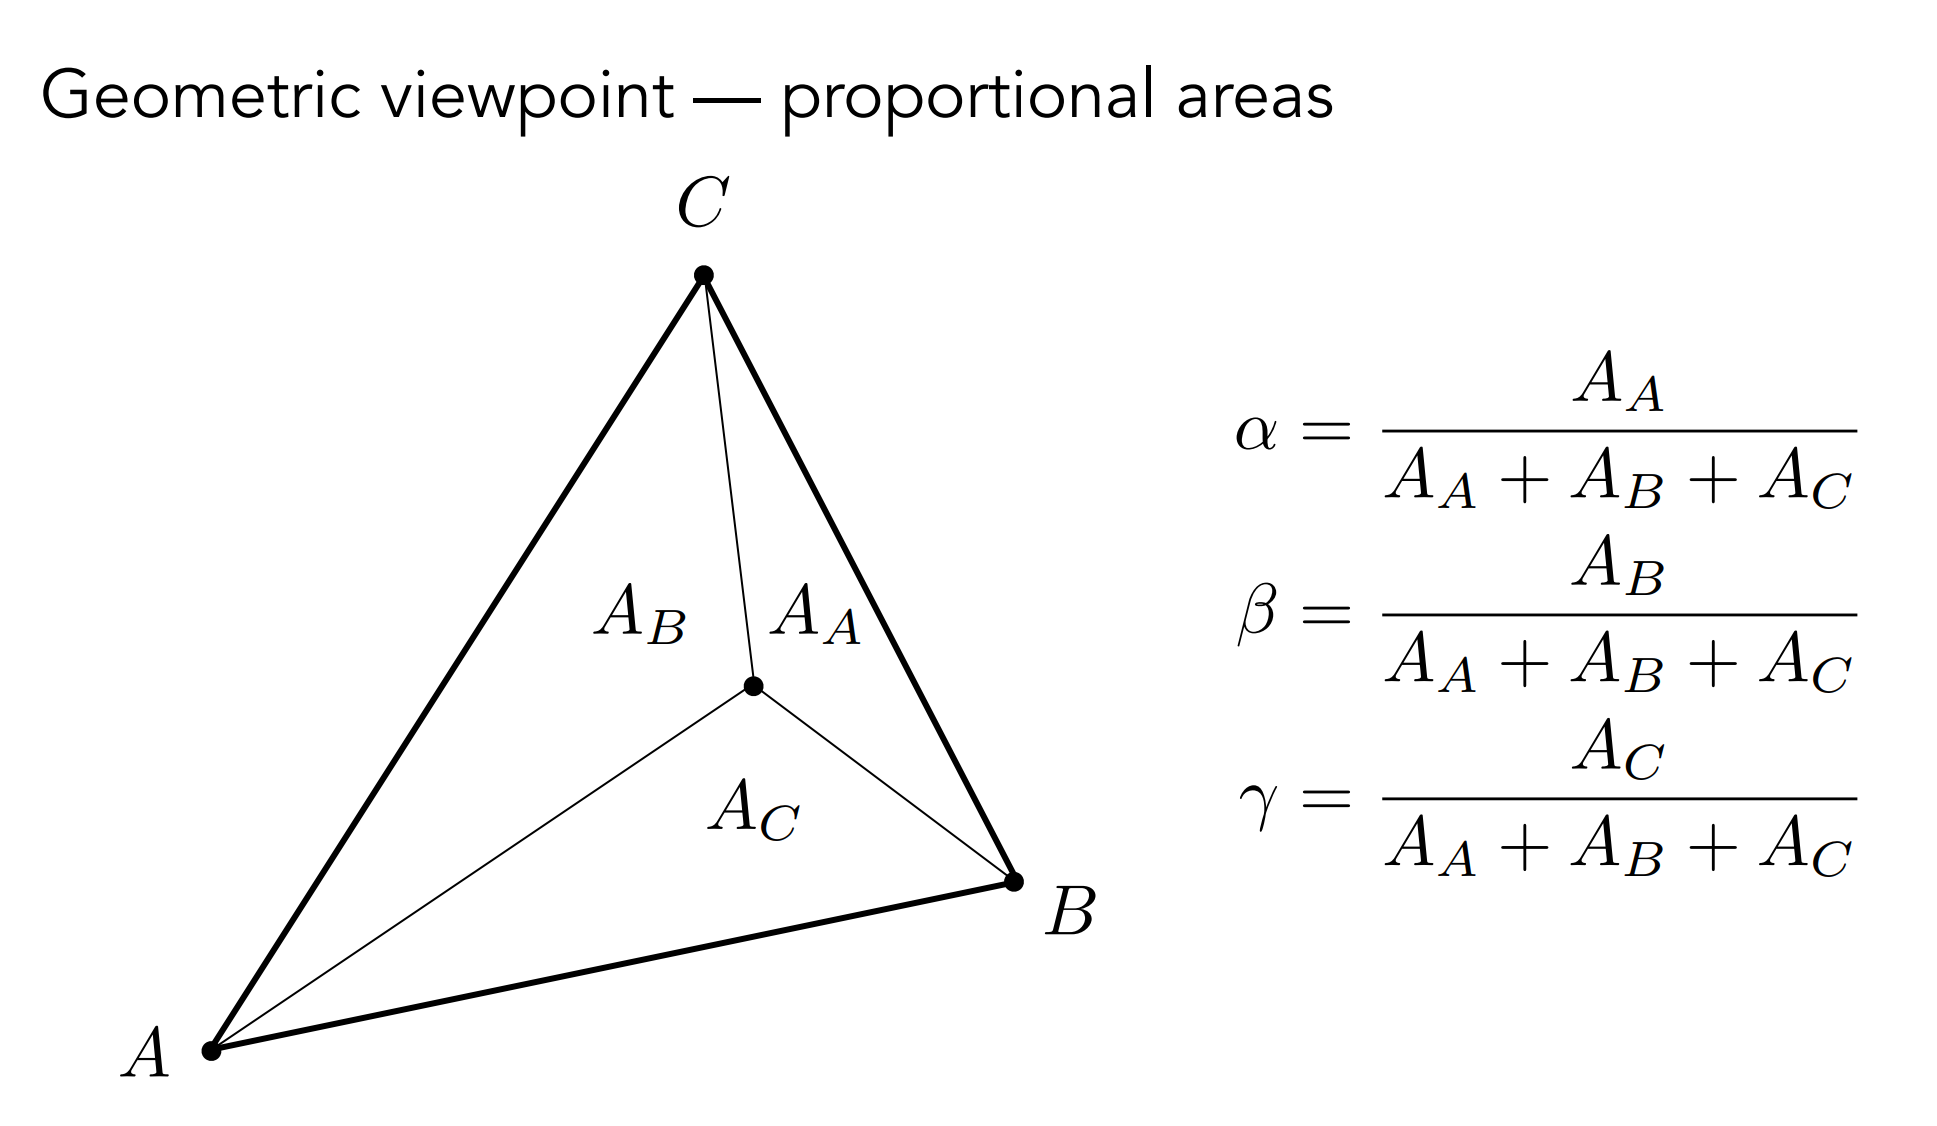 Geometric viewpoint — proportional areas
C
A_B A_A
A_C
B
A
α = A_A / (A_A + A_B + A_C)
β = A_B / (A_A + A_B + A_C)
γ = A_C / (A_A + A_B + A_C)